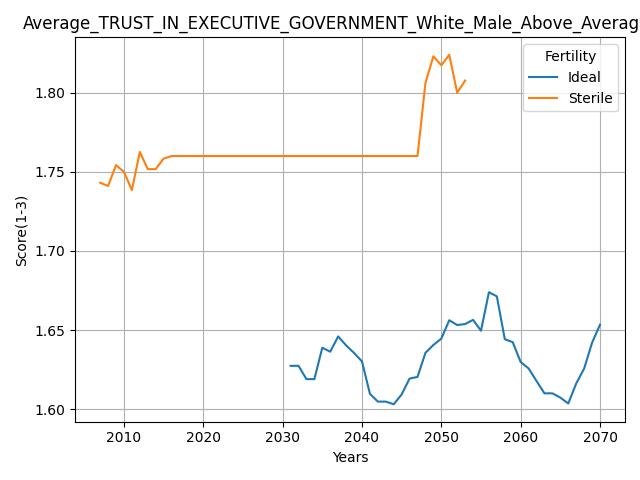 Average_TRUST_IN_EXECUTIVE_GOVERNMENT_White_Male_Above_Averag
Fertility
Ideal
Sterile
1.80
1.75
1.70
1.65
1.60
Score(1-3)
2010 2020 2030 2040 2050 2060 2070
Years